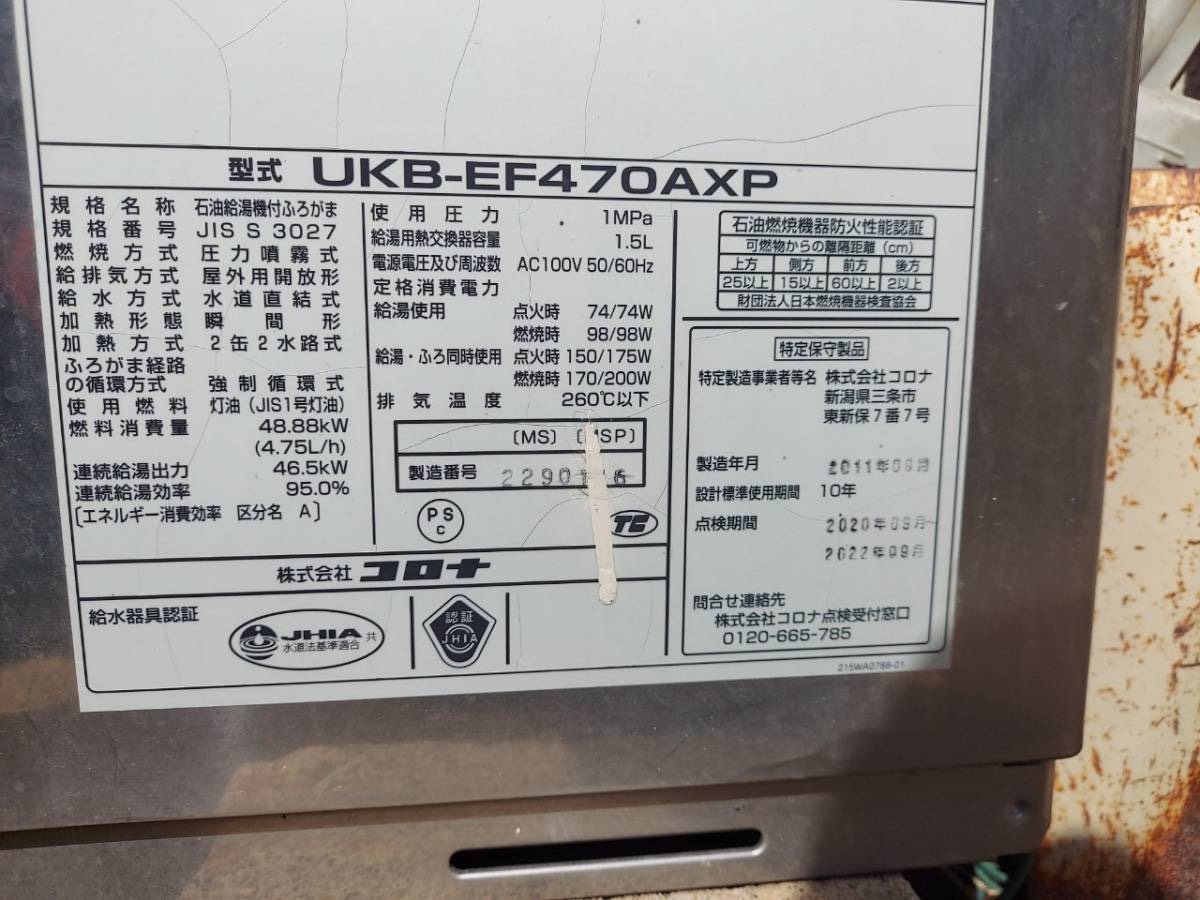 型式 UKB-EF470AXP
規格名称 石油給湯機付ふろがま
規格番号 JIS S 3027
燃焼方式 圧力噴霧式
給排気方式 屋外用開放形
給水方式 水道直結式
加熱形態 瞬間形
加熱方式 2缶2水路式
ふろがま経路
の循環方式 強制循環式
使用燃料 灯油(JIS1号灯油)
燃料消費量 48.88kW
(4.75L/h)
連続給湯出力 46.5kW
連続給湯効率 95.0%
[エネルギー消費効率 区分名 A]
使用圧力 1MPa
給湯用熱交換器容量 1.5L
電源電圧及び周波数 AC100V 50/60Hz
定格消費電力
給湯使用 点火時 74/74W
燃焼時 98/98W
給湯・ふろ同時使用 点火時 150/175W
燃焼時 170/200W
排気温度 260℃以下
(MS)
製造番号
PS
C
TC
石油燃焼機器防火性能認証
可燃物からの離隔距離(cm)
上方 側方 前方 後方
25以上 15以上 60以上 2以上
財団法人日本燃焼機器検査協会
特定保守製品
特定製造事業者等名 株式会社コロナ
新潟県三条市
東新保7番7号
製造年月 2011年09月
設計標準使用期間 10年
点検期間 2020年09月
2022年09月
問合せ連絡先
株式会社コロナ点検受付窓口
0120-665-785
株式会社 コロナ
給水器具認証
JHIA 共
水道法基準適合
認証
JHIA
215WA0788-01